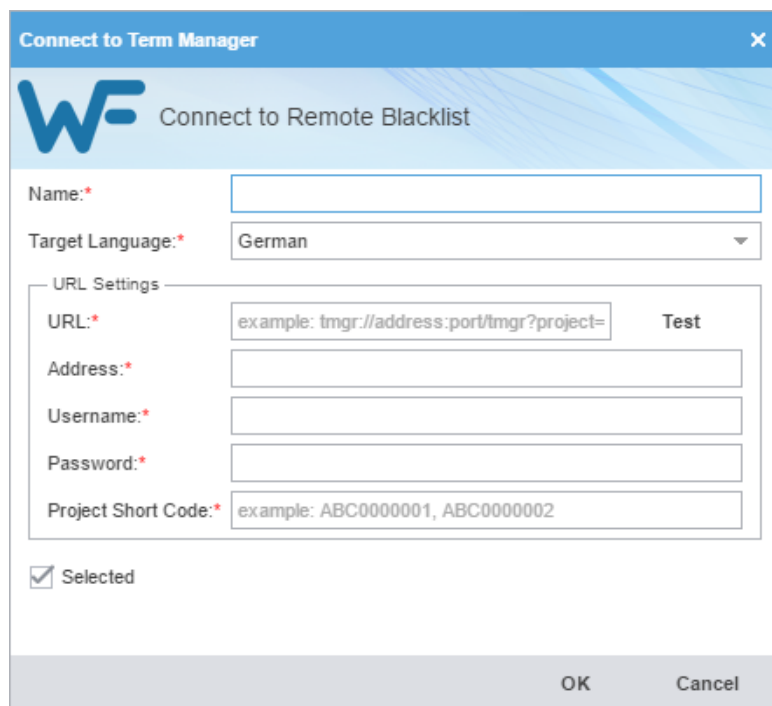 Connect to Term Manager ×
WF Connect to Remote Blacklist
Name:*
Target Language:* German
URL Settings
URL:* example: tmgr://address:port/tmgr?project= Test
Address:*
Username:*
Password:*
Project Short Code:* example: ABC0000001, ABC0000002
Selected
OK Cancel